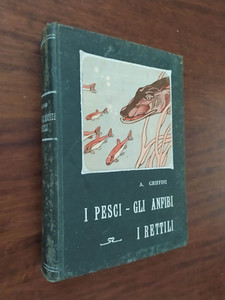 A. GRIFFINI
I PESCI - GLI ANFIBI
I RETTILI